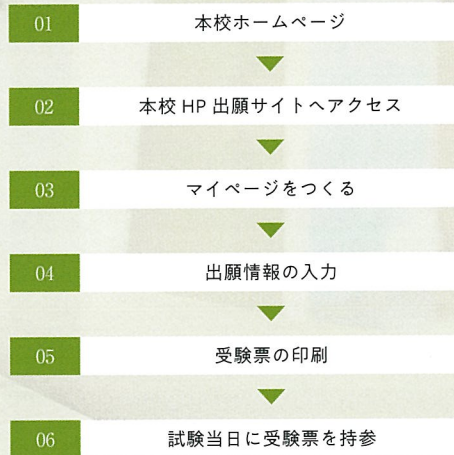 01 本校ホームページ
02 本校 HP 出願サイトへアクセス
03 マイページをつくる
04 出願情報の入力
05 受験票の印刷
06 試験当日に受験票を持参